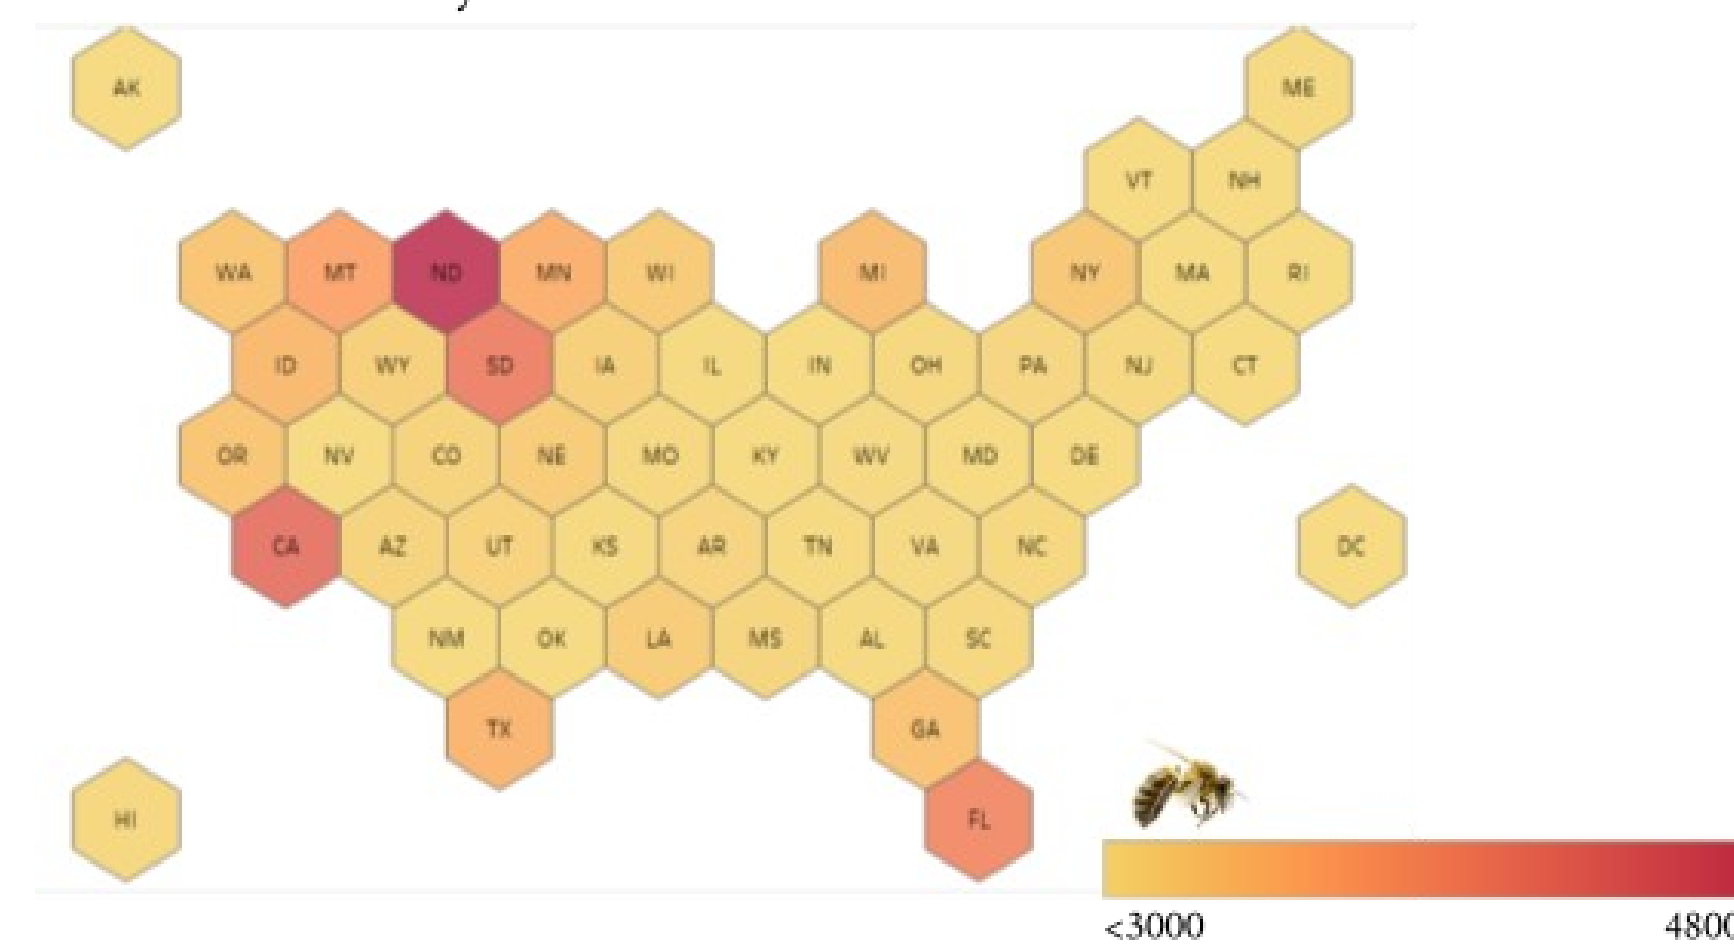 AK
ME
VT NH
WA MT ND MN WI MI NY MA RI
ID WY SD IA IL IN OH PA NJ CT
OR NV CO NE MO KY WV MD DE
CA AZ UT KS AR TN VA NC DC
NM OK LA MS AL SC
TX GA
HI FL
<3000 4800